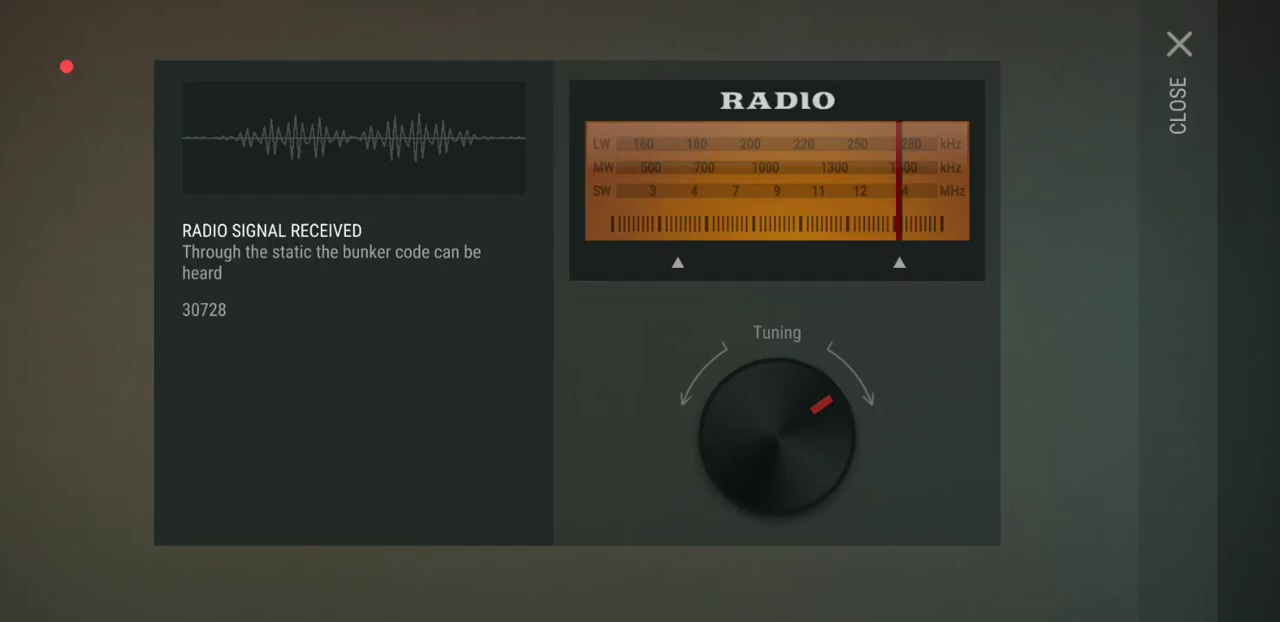 RADIO SIGNAL RECEIVED
Through the static the bunker code can be
heard
30728
RADIO
LW 160 180 200 220 250 280 kHz
MW 500 700 1000 1300 kHz
SW 3 4 7 9 11 12 MHz
Tuning
CLOSE